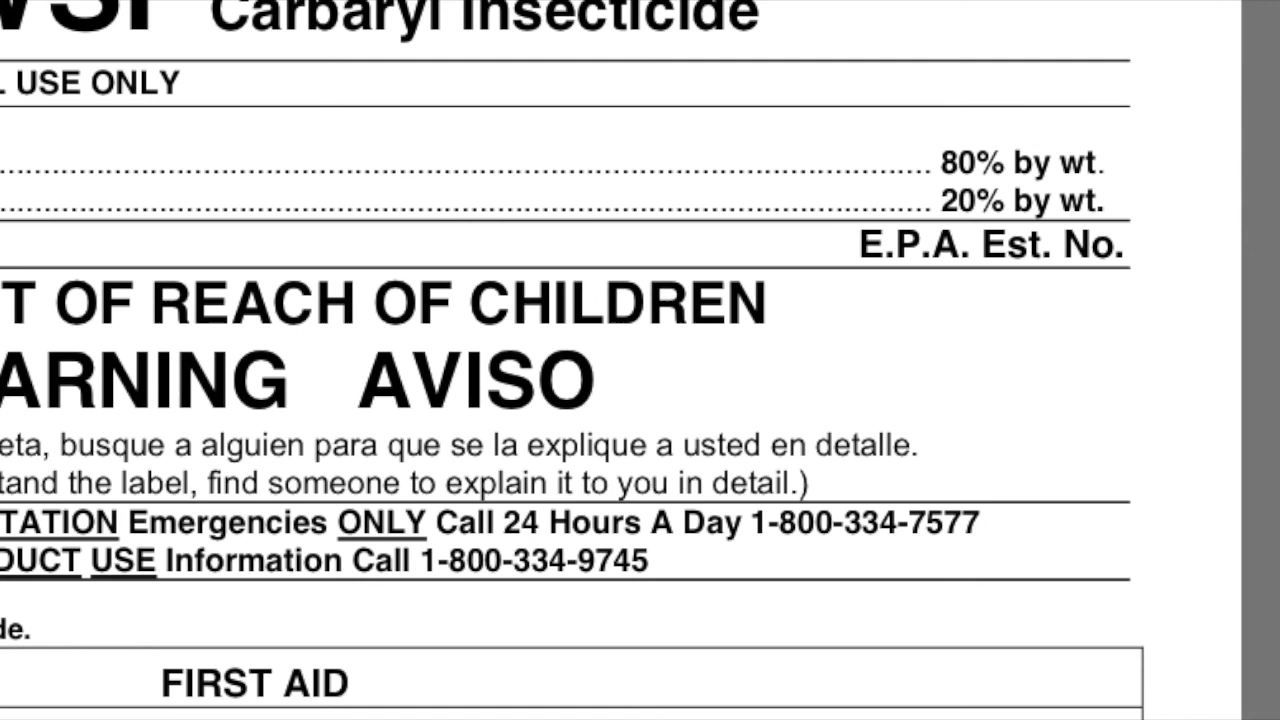 WSP Carbaryl Insecticide
L USE ONLY
80% by wt.
20% by wt.
E.P.A. Est. No.
T OF REACH OF CHILDREN
ARNING AVISO
eta, busque a alguien para que se la explique a usted en detalle.
tand the label, find someone to explain it to you in detail.)
TATION Emergencies ONLY Call 24 Hours A Day 1-800-334-7577
DUCT USE Information Call 1-800-334-9745
de.
FIRST AID